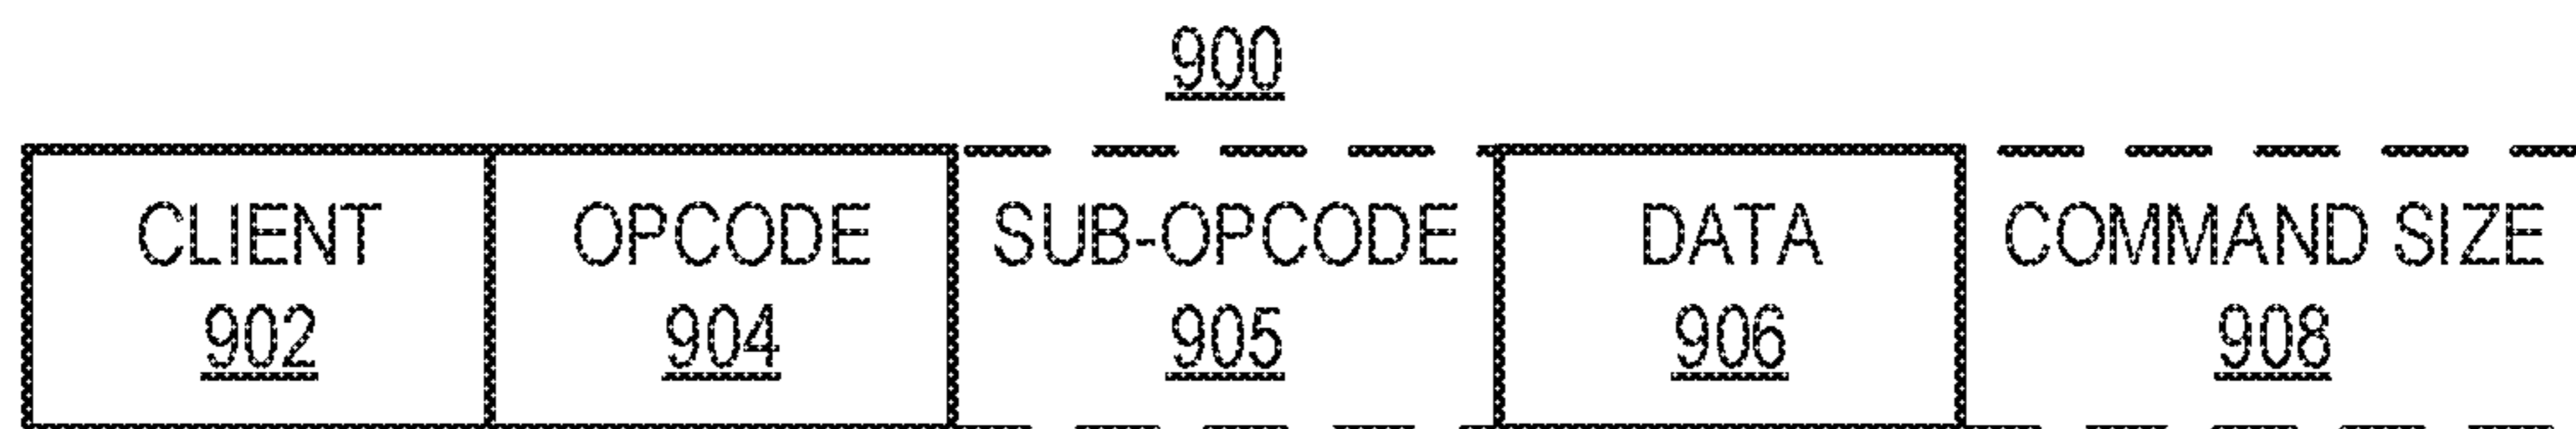 900
CLIENT OPCODE SUB-OPCODE DATA COMMAND SIZE
902 904 905 906 908